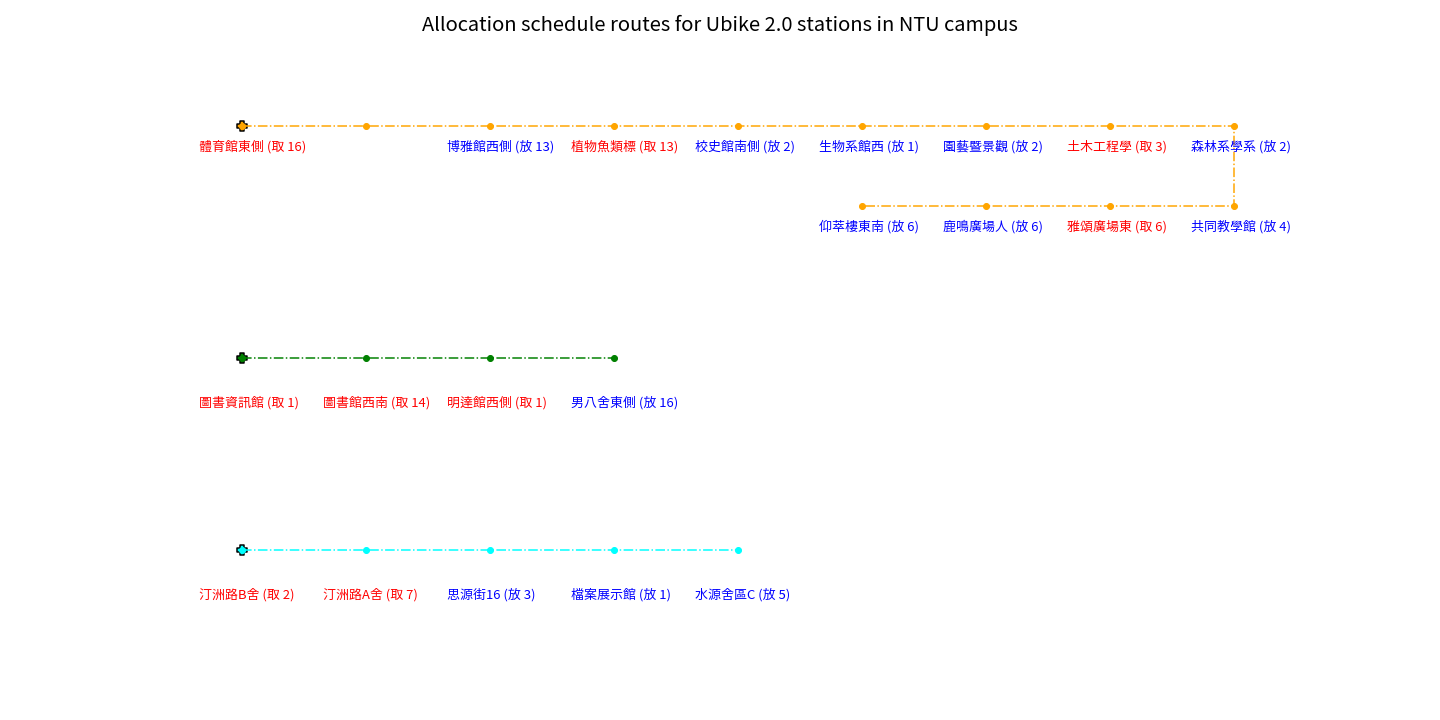 Allocation schedule routes for Ubike 2.0 stations in NTU campus
體育館東側 (取 16) 博雅館西側 (放 13) 植物魚類標 (取 13) 校史館南側 (放 2) 生物系館西 (放 1) 園藝暨景觀 (放 2) 土木工程學 (取 3) 森林系學系 (放 2)
仰萃樓東南 (放 6) 鹿鳴廣場人 (放 6) 雅頌廣場東 (取 6) 共同教學館 (放 4)
圖書資訊館 (取 1) 圖書館西南 (取 14) 明達館西側 (取 1) 男八舍東側 (放 16)
汀洲路B舍 (取 2) 汀洲路A舍 (取 7) 思源街16 (放 3) 檔案展示館 (放 1) 水源舍區C (放 5)